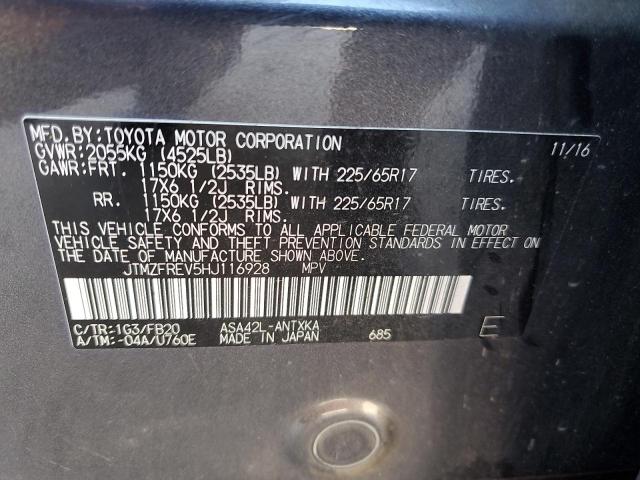 MFD. BY: TOYOTA MOTOR CORPORATION 11/16
GVWR: 2055KG (4525LB)
GAWR: FRT. 1150KG (2535LB) WITH 225/65R17 TIRES.
17X6 1/2J RIMS.
RR. 1150KG (2535LB) WITH 225/65R17 TIRES.
17X6 1/2J RIMS.
THIS VEHICLE CONFORMS TO ALL APPLICABLE FEDERAL MOTOR
VEHICLE SAFETY AND THEFT PREVENTION STANDARDS IN EFFECT ON
THE DATE OF MANUFACTURE SHOWN ABOVE.
JTMZFREV5HJ116928 MPV
C/TR: 1G3/FB20 ASA42L-ANTXKA
A/TM: -04A/U760E MADE IN JAPAN 685 E